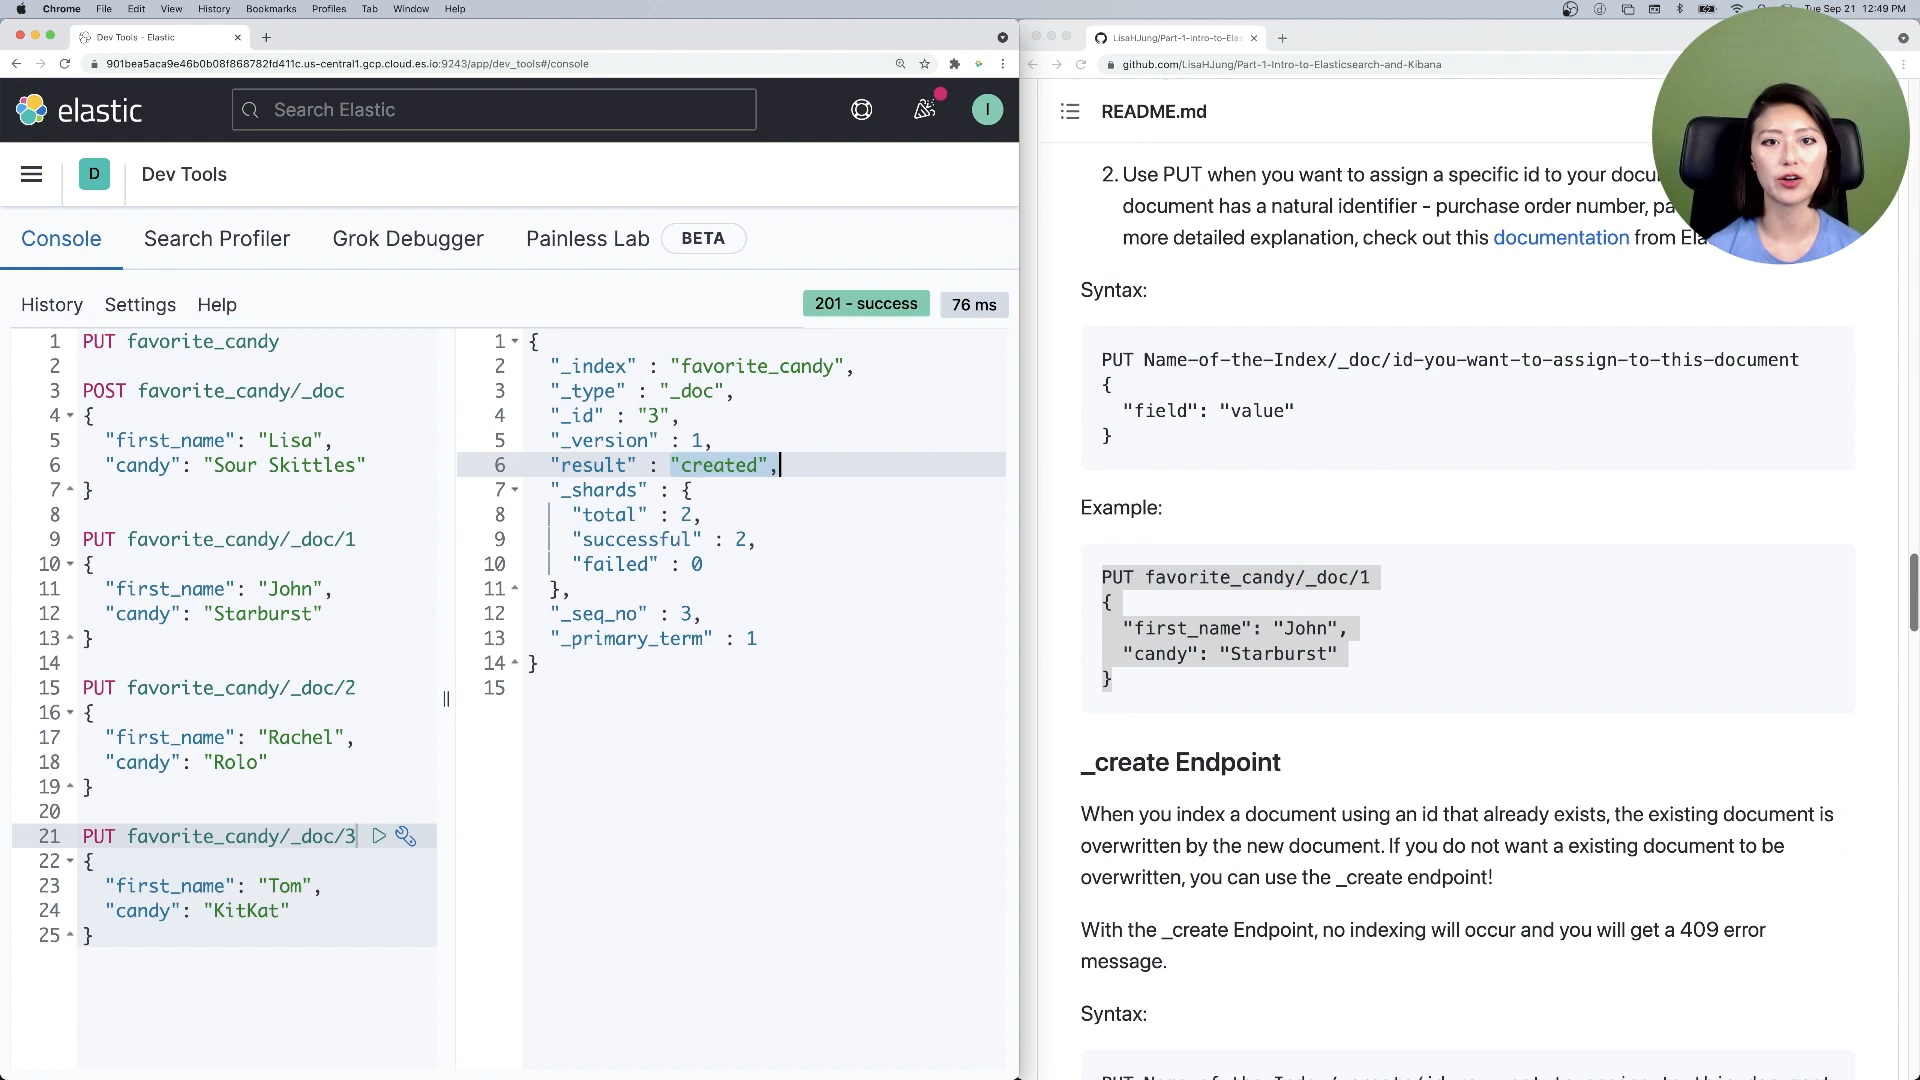 Chrome File Edit View History Bookmarks Profiles Tab Window Help
Tue Sep 21 12:49 PM
Dev Tools - Elastic
901bea5aca9e46b0b08f868782fd411c.us-central1.gcp.cloud.es.io:9243/app/dev_tools#/console
elastic
Search Elastic
I
D
Dev Tools
Console
Search Profiler
Grok Debugger
Painless Lab
BETA
History
Settings
Help
201 - success
76 ms
1 PUT favorite_candy
2
3 POST favorite_candy/_doc
4 {
5 "first_name": "Lisa",
6 "candy": "Sour Skittles"
7 }
8
9 PUT favorite_candy/_doc/1
10 {
11 "first_name": "John",
12 "candy": "Starburst"
13 }
14
15 PUT favorite_candy/_doc/2
16 {
17 "first_name": "Rachel",
18 "candy": "Rolo"
19 }
20
21 PUT favorite_candy/_doc/3
22 {
23 "first_name": "Tom",
24 "candy": "KitKat"
25 }
1 {
2 "_index" : "favorite_candy",
3 "_type" : "_doc",
4 "_id" : "3",
5 "_version" : 1,
6 "result" : "created",
7 "_shards" : {
8 "total" : 2,
9 "successful" : 2,
10 "failed" : 0
11 },
12 "_seq_no" : 3,
13 "_primary_term" : 1
14 }
15
LisaHJung/Part-1-Intro-to-Elas
github.com/LisaHJung/Part-1-Intro-to-Elasticsearch-and-Kibana
README.md
2. Use PUT when you want to assign a specific id to your
document has a natural identifier - purchase order number,
more detailed explanation, check out this documentation from
Syntax:
PUT Name-of-the-Index/_doc/id-you-want-to-assign-to-this-document
{
"field": "value"
}
Example:
PUT favorite_candy/_doc/1
{
"first_name": "John",
"candy": "Starburst"
}
_create Endpoint
When you index a document using an id that already exists, the existing document is
overwritten by the new document. If you do not want a existing document to be
overwritten, you can use the _create endpoint!
With the _create Endpoint, no indexing will occur and you will get a 409 error
message.
Syntax: